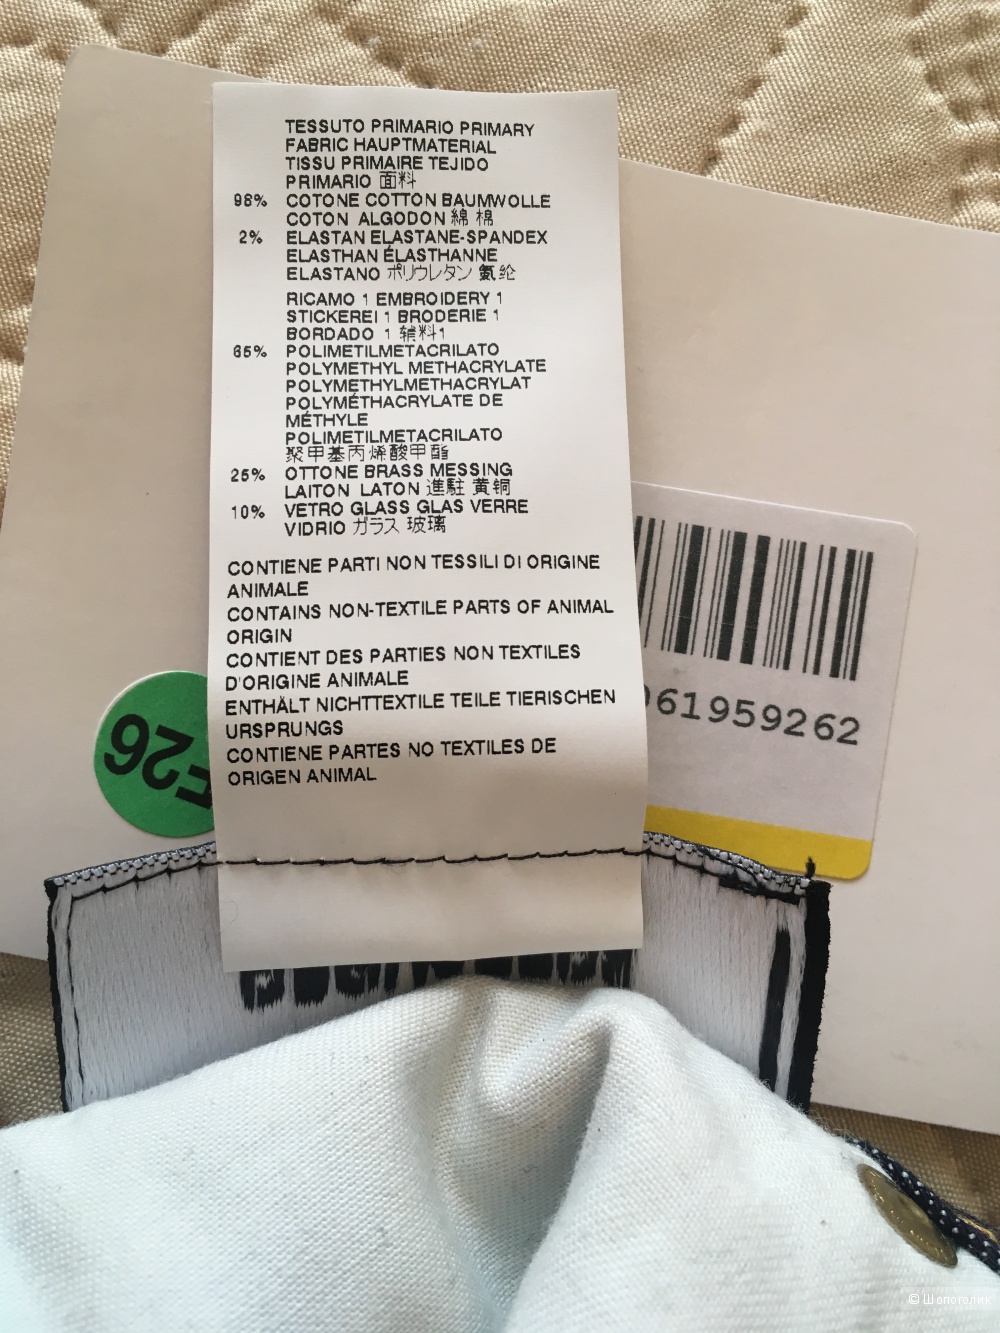 TESSUTO PRIMARIO PRIMARY
FABRIC HAUPTMATERIAL
TISSU PRIMAIRE TEJIDO
PRIMARIO 面料
98% COTONE COTTON BAUMWOLLE
COTON ALGODON 綿 棉
2% ELASTAN ELASTANE-SPANDEX
ELASTHAN ÉLASTHANNE
ELASTANO ポリウレタン 氨纶
RICAMO 1 EMBROIDERY 1
STICKEREI 1 BRODERIE 1
BORDADO 1 辅料1
65% POLIMETILMETACRILATO
POLYMETHYL METHACRYLATE
POLYMETHYLMETHACRYLAT
POLYMÉTHACRYLATE DE
MÉTHYLE
POLIMETILMETACRILATO
聚甲基丙烯酸甲酯
25% OTTONE BRASS MESSING
LAITON LATON 進駐 黄铜
10% VETRO GLASS GLAS VERRE
VIDRIO ガラス 玻璃
CONTIENE PARTI NON TESSILI DI ORIGINE
ANIMALE
CONTAINS NON-TEXTILE PARTS OF ANIMAL
ORIGIN
CONTIENT DES PARTIES NON TEXTILES
D'ORIGINE ANIMALE
ENTHÄLT NICHTTEXTILE TEILE TIERISCHEN
URSPRUNGS
CONTIENE PARTES NO TEXTILES DE
ORIGEN ANIMAL
61959262
F26
© Шопоголик